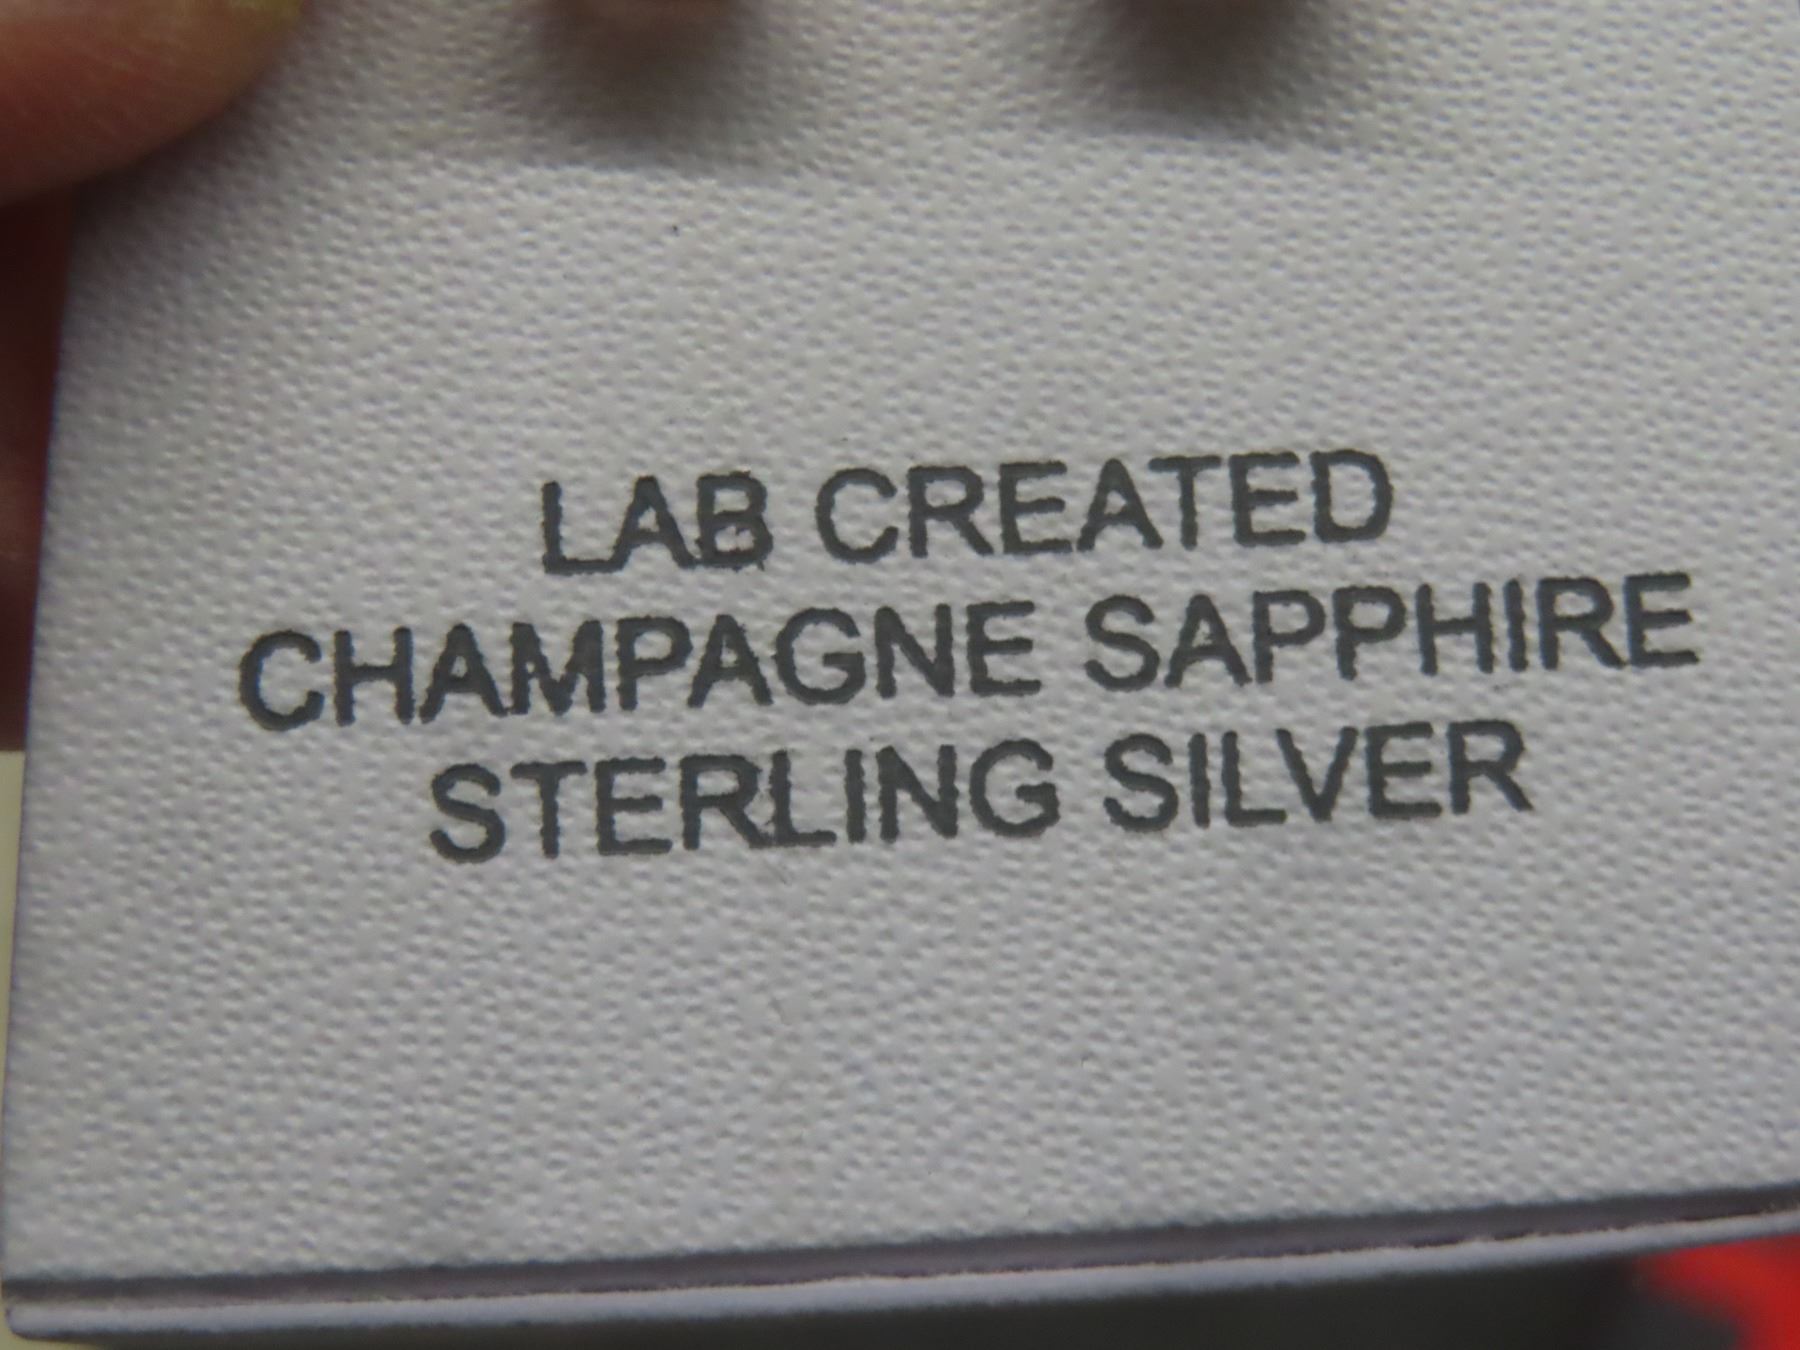 LAB CREATED
CHAMPAGNE SAPPHIRE
STERLING SILVER